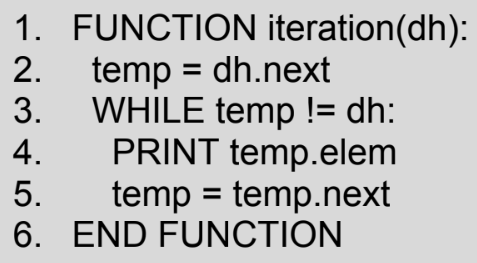 1. FUNCTION iteration(dh):
2. temp = dh.next
3. WHILE temp != dh:
4. PRINT temp.elem
5. temp = temp.next
6. END FUNCTION